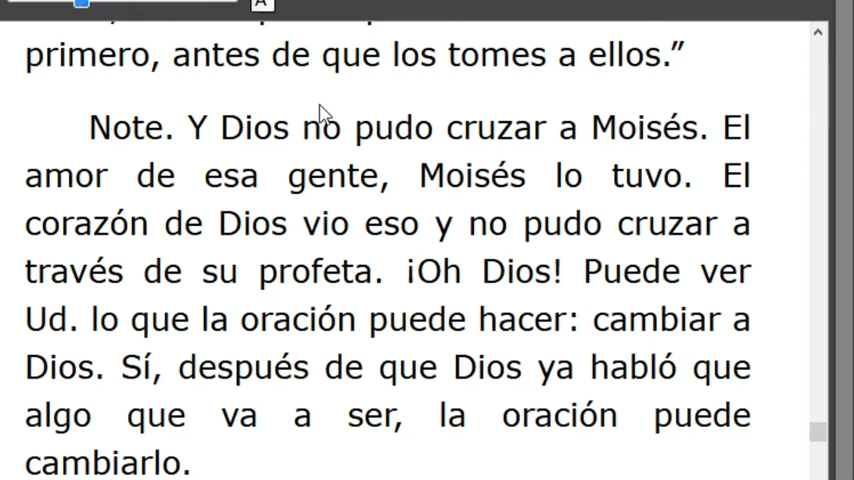 primero, antes de que los tomes a ellos.”
Note. Y Dios no pudo cruzar a Moisés. El
amor de esa gente, Moisés lo tuvo. El
corazón de Dios vio eso y no pudo cruzar a
través de su profeta. ¡Oh Dios! Puede ver
Ud. lo que la oración puede hacer: cambiar a
Dios. Sí, después de que Dios ya habló que
algo que va a ser, la oración puede
cambiarlo.